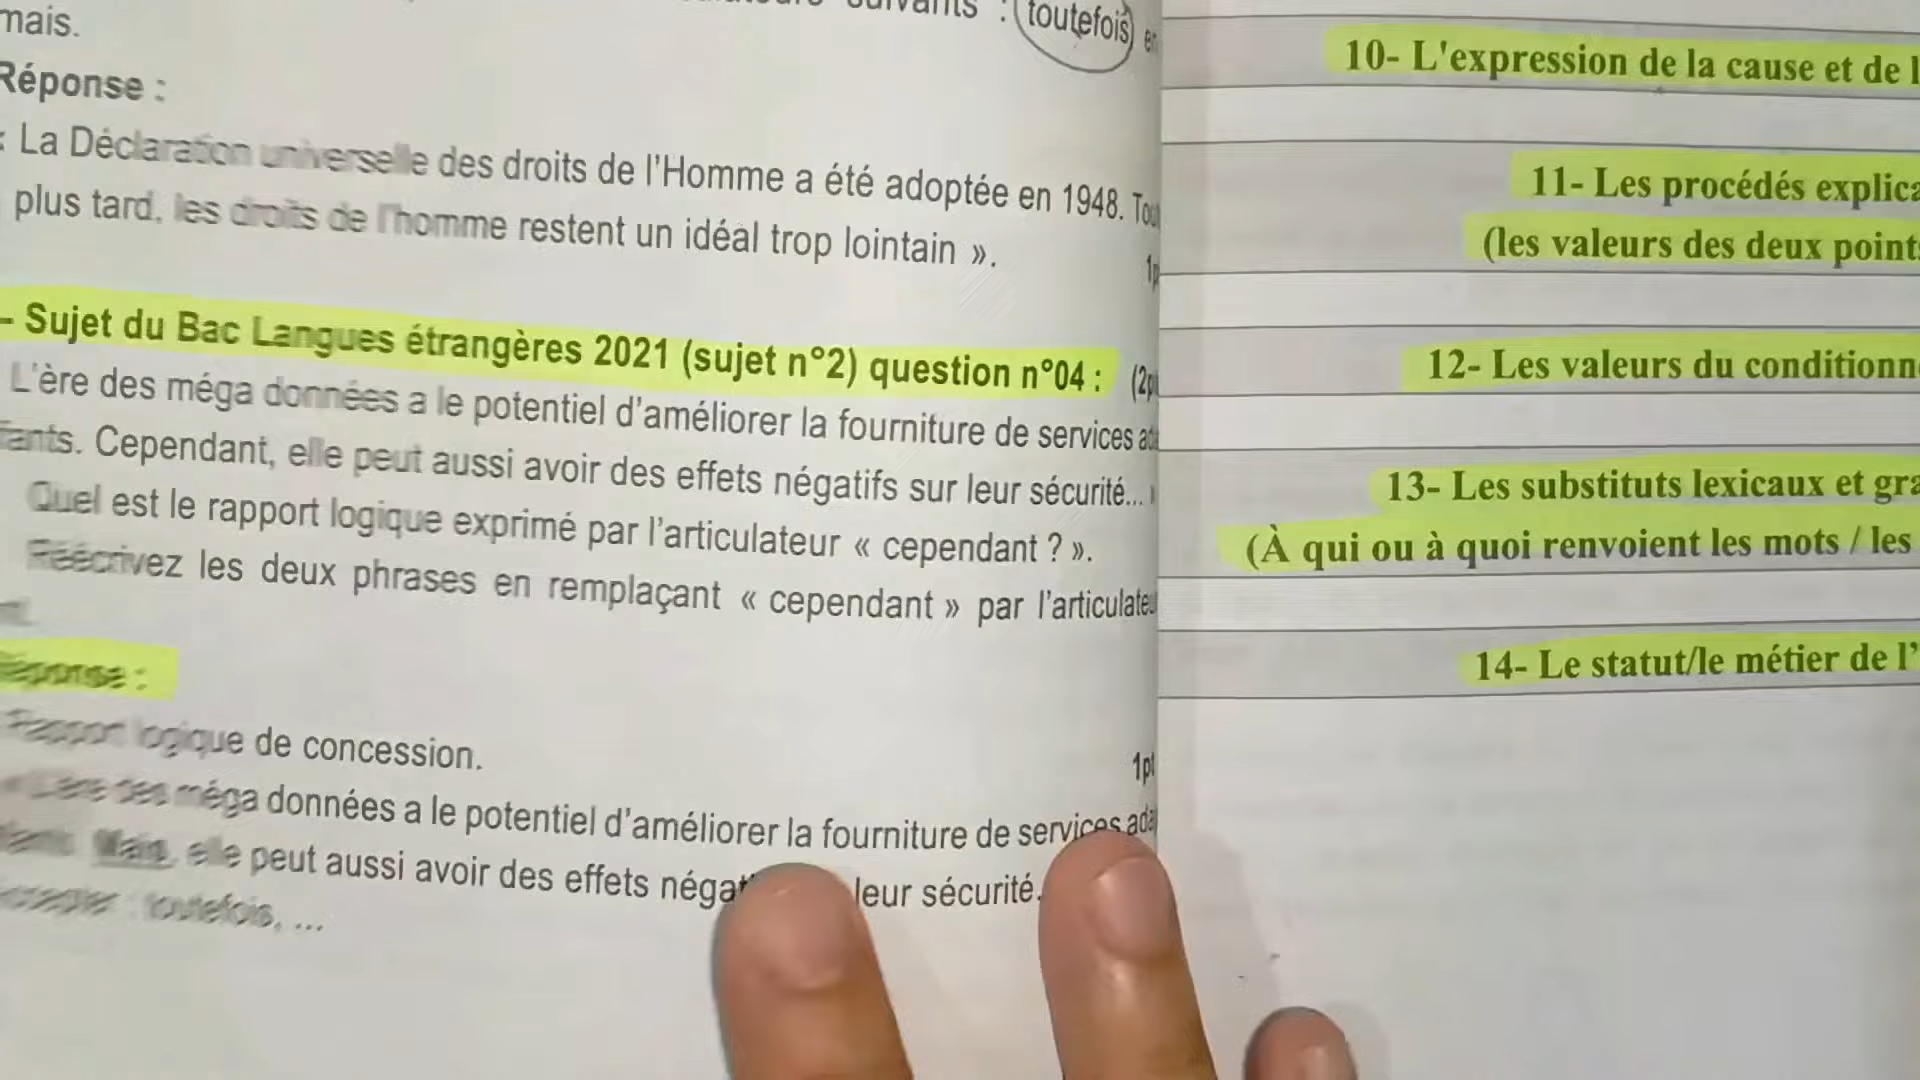 mais.
suivants : toutefois
Réponse :
La Déclaration universelle des droits de l'Homme a été adoptée en 1948.
plus tard, les droits de l'homme restent un idéal trop lointain ».
- Sujet du Bac Langues étrangères 2021 (sujet n°2) question n°04 :
L'ère des méga données a le potentiel d'améliorer la fourniture de services
Cependant, elle peut aussi avoir des effets négatifs sur leur sécurité...
Quel est le rapport logique exprimé par l'articulateur « cependant ? ».
Réécrivez les deux phrases en remplaçant « cependant » par
Réponse :
Rapport logique de concession.
1pt
méga données a le potentiel d'améliorer la fourniture de services
Mais, elle peut aussi avoir des effets leur sécurité.
toutefois, ...
10- L'expression de la cause et de
11- Les procédés
(les valeurs des deux
12- Les valeurs du
13- Les substituts lexicaux et
(À qui ou à quoi renvoient les mots / les
14- Le statut/le métier de